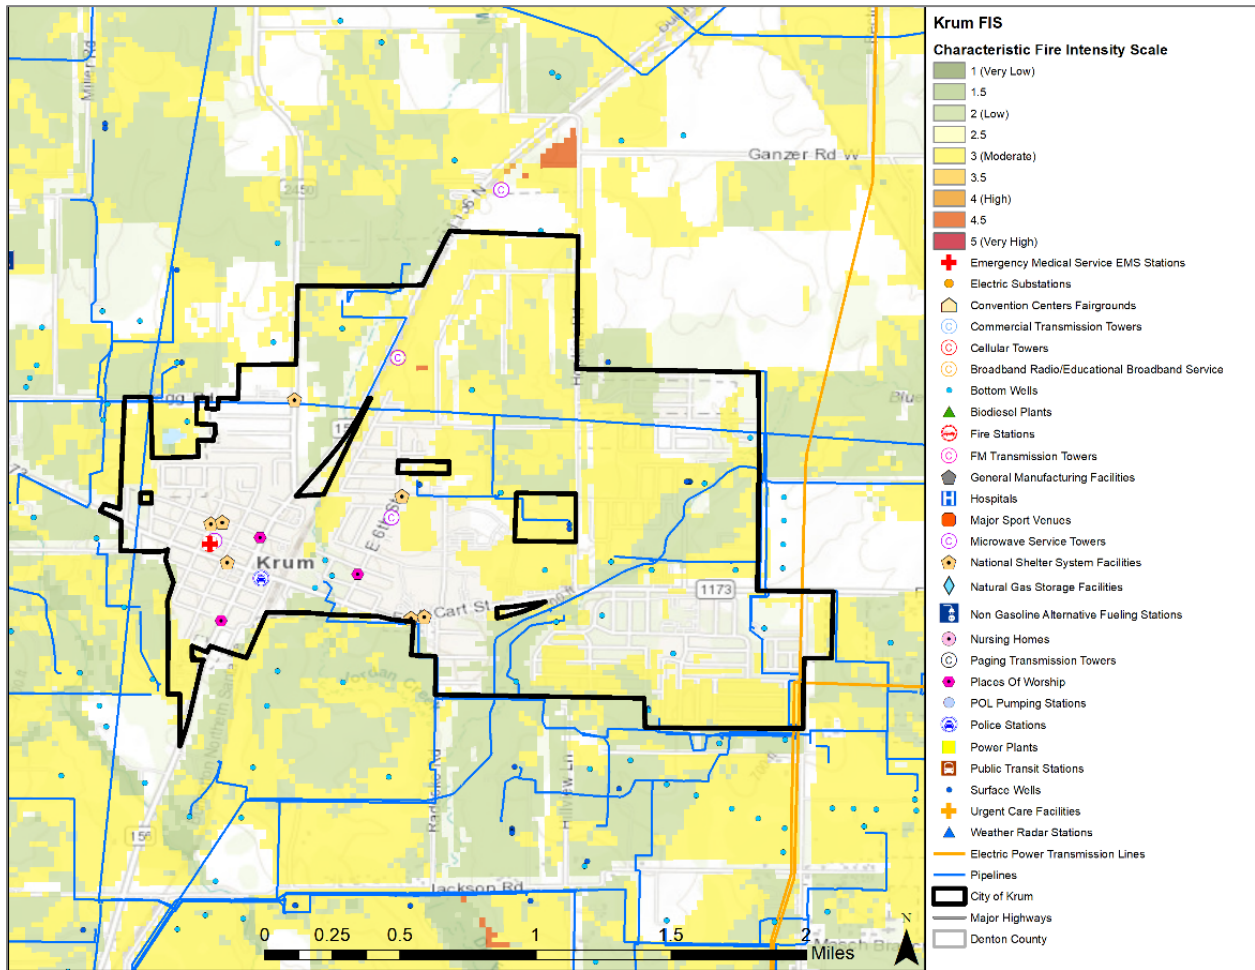 Krum FIS
Characteristic Fire Intensity Scale
1 (Very Low)
1.5
2 (Low)
2.5
3 (Moderate)
3.5
4 (High)
4.5
5 (Very High)
Emergency Medical Service EMS Stations
Electric Substations
Convention Centers Fairgrounds
Commercial Transmission Towers
Cellular Towers
Broadband Radio/Educational Broadband Service
Bottom Wells
Biodiesel Plants
Fire Stations
FM Transmission Towers
General Manufacturing Facilities
Hospitals
Major Sport Venues
Microwave Service Towers
National Shelter System Facilities
Natural Gas Storage Facilities
Non Gasoline Alternative Fueling Stations
Nursing Homes
Paging Transmission Towers
Places Of Worship
POL Pumping Stations
Police Stations
Power Plants
Public Transit Stations
Surface Wells
Urgent Care Facilities
Weather Radar Stations
Electric Power Transmission Lines
Pipelines
City of Krum
Major Highways
Denton County
Miller Rd
Ganzer Rd W
2450
156 N
E 6th St
Krum
Cart St
1173
Hillview Ln
Jackson Rd
156
N
0 0.25 0.5 1 1.5 2
Miles